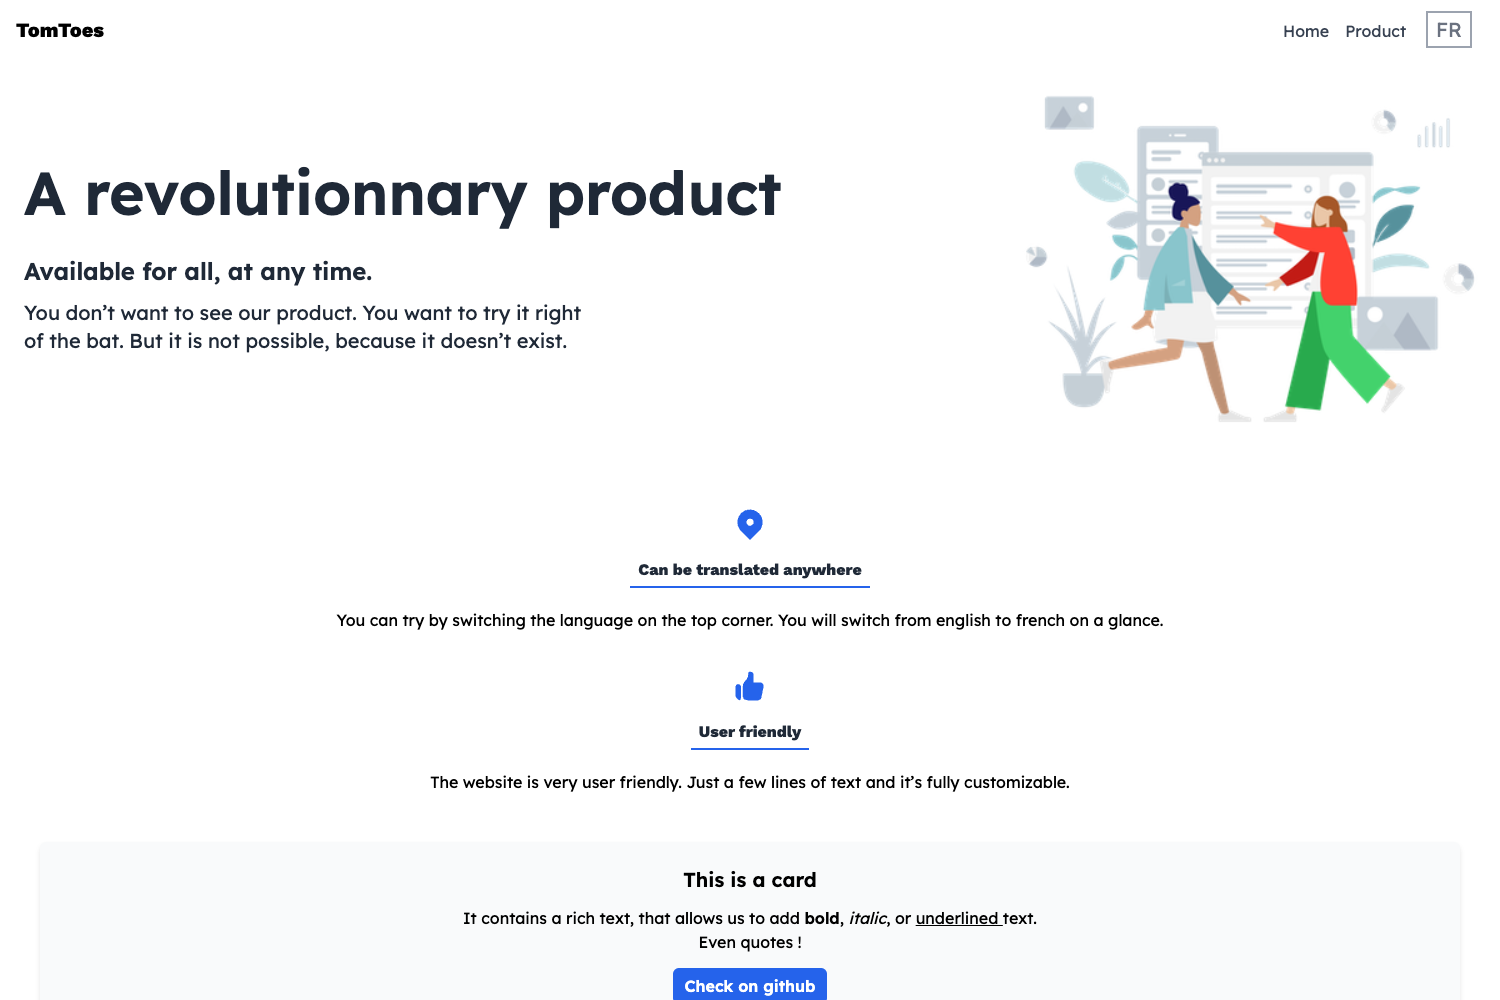 TomToes
Home Product FR
A revolutionnary product
Available for all, at any time.
You don’t want to see our product. You want to try it right
of the bat. But it is not possible, because it doesn’t exist.
Can be translated anywhere
You can try by switching the language on the top corner. You will switch from english to french on a glance.
User friendly
The website is very user friendly. Just a few lines of text and it’s fully customizable.
This is a card
It contains a rich text, that allows us to add bold, italic, or underlined text.
Even quotes !
Check on github